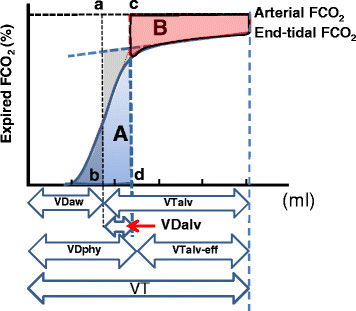 a
c
Arterial FCO₂
End-tidal FCO₂
B
Expired FCO₂(%)
A
b
d
(ml)
VDaw
VTalv
VDalv
VDphy
VTalv-eff
VT